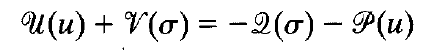 𝒰(u) + 𝒱(σ) = −𝒬(σ) − 𝒫(u)